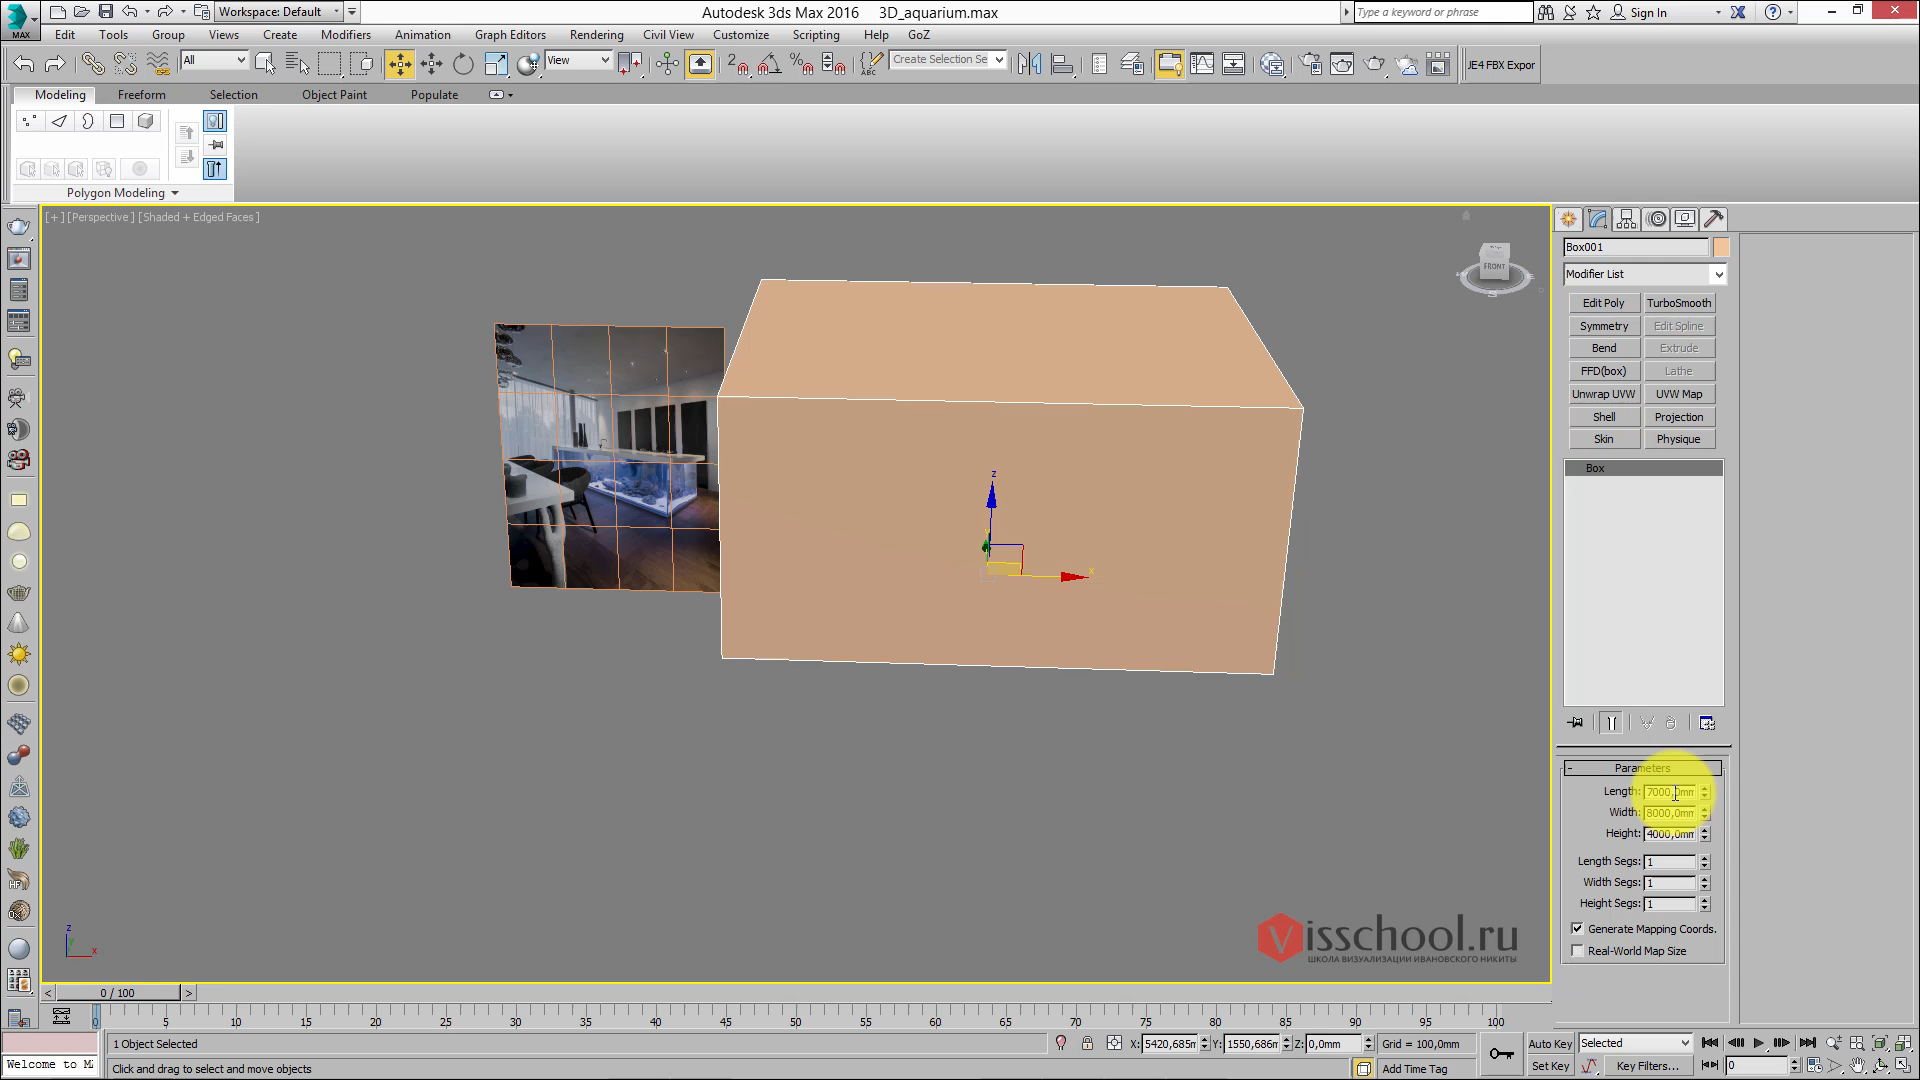 Workspace: Default
Autodesk 3ds Max 2016 3D_aquarium.max
Type a keyword or phrase
Sign In
MAX
Edit Tools Group Views Create Modifiers Animation Graph Editors Rendering Civil View Customize Scripting Help GoZ
All
View
Create Selection Se
JE4 FBX Expor
Modeling Freeform Selection Object Paint Populate
Polygon Modeling
[+] [Perspective] [Shaded + Edged Faces]
FRONT
Box001
Modifier List
Edit Poly TurboSmooth
Symmetry Edit Spline
Bend Extrude
FFD(box) Lathe
Unwrap UVW UVW Map
Shell Projection
Skin Physique
Box
z
x
Parameters
Length: 7000,0mm
Width: 8000,0mm
Height: 4000,0mm
Length Segs: 1
Width Segs: 1
Height Segs: 1
Generate Mapping Coords.
Real-World Map Size
Visschool.ru
ШКОЛА ВИЗУАЛИЗАЦИИ ИВАНОВСКОГО НИКИТЫ
z
y
x
0 / 100
0 5 10 15 20 25 30 35 40 45 50 55 60 65 70 75 80 85 90 95 100
1 Object Selected
X: 5420,685m Y: 1550,686m Z: 0,0mm
Grid = 100,0mm
Auto Key Selected
Welcome to M
Click and drag to select and move objects
Add Time Tag
Set Key Key Filters...
0